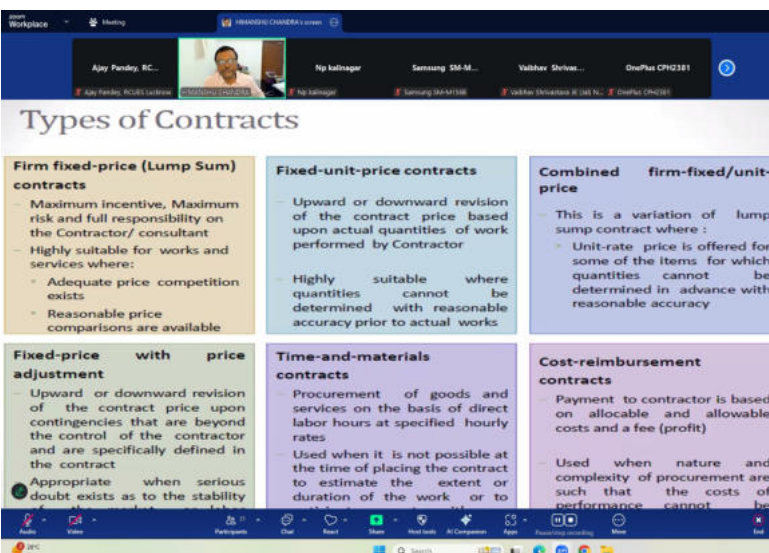 zoom
Workplace
Meeting
HIMANSHU CHANDRA's screen
Ajay Pandey, RC...
Np kalinagar
Samsung SM-M...
Vaibhav Shrivas...
OnePlus CPH2381
Ajay Pandey, RCUES Lucknow
HIMANSHU CHANDRA
Np kalinagar
Samsung SM-M156B
OnePlus CPH2381
Types of Contracts
Firm fixed-price (Lump Sum)
contracts
– Maximum incentive, Maximum
risk and full responsibility on
the Contractor/ consultant
– Highly suitable for works and
services where:
Adequate price competition
exists
Reasonable price
comparisons are available
Fixed-unit-price contracts
– Upward or downward revision
of the contract price based
upon actual quantities of work
performed by Contractor
– Highly suitable where
quantities cannot be
determined with reasonable
accuracy prior to actual works
Combined firm-fixed/unit-
price
– This is a variation of lump
sump contract where :
Unit-rate price is offered for
some of the items for which
quantities cannot be
determined in advance with
reasonable accuracy
Fixed-price with price
adjustment
– Upward or downward revision
of the contract price upon
contingencies that are beyond
the control of the contractor
and are specifically defined in
the contract
Appropriate when serious
doubt exists as to the stability
Time-and-materials
contracts
– Procurement of goods and
services on the basis of direct
labor hours at specified hourly
rates
– Used when it is not possible at
the time of placing the contract
to estimate the extent or
duration of the work or to
Cost-reimbursement
contracts
– Payment to contractor is based
on allocable and allowable
costs and a fee (profit)
– Used when nature and
complexity of procurement are
such that the costs of
performance cannot be
Audio
Video
Participants
Chat
React
Share
Host tools
AI Companion
Apps
Pause/stop recording
More
End
28°C
Search